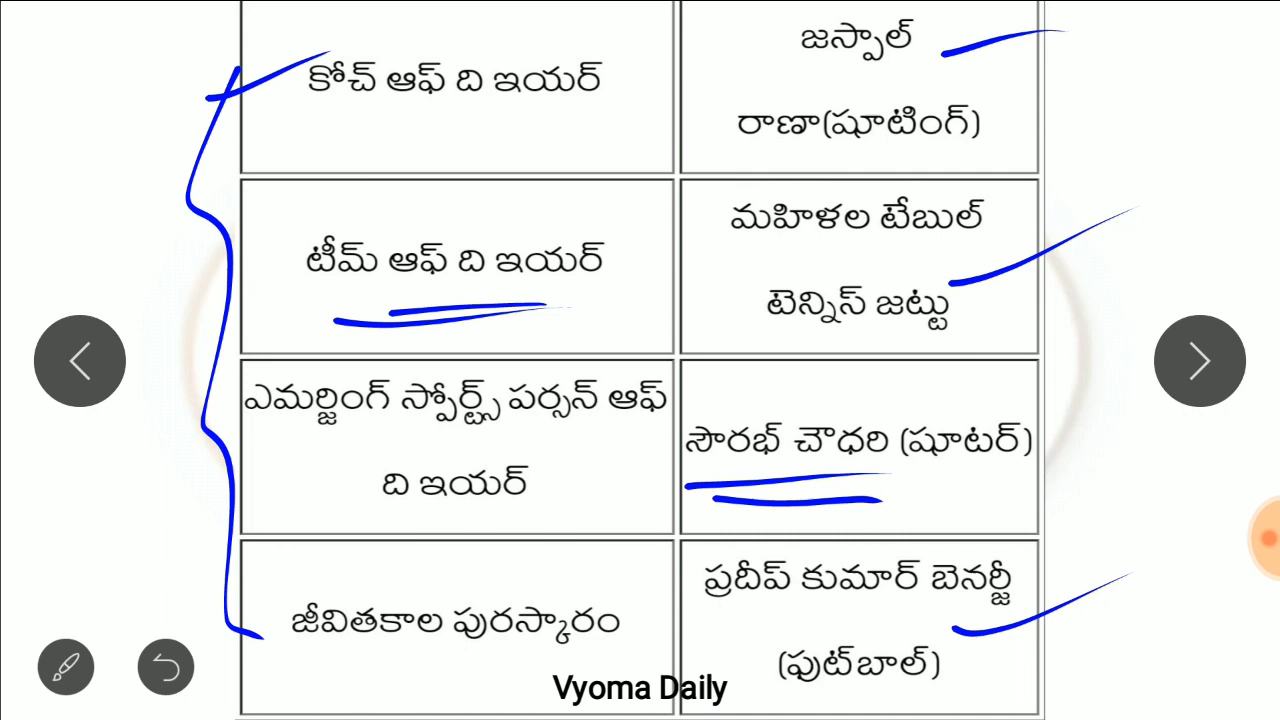 కోచ్ ఆఫ్ ది ఇయర్
జస్పాల్
రాణా(షూటింగ్)
టీమ్ ఆఫ్ ది ఇయర్
మహిళల టేబుల్
టెన్నిస్ జట్టు
ఎమర్జింగ్ స్పోర్ట్స్ పర్సన్ ఆఫ్
ది ఇయర్
సౌరభ్ చౌధరి (షూటర్)
జీవితకాల పురస్కారం
ప్రదీప్ కుమార్ బెనర్జీ
(ఫుట్‌బాల్)
Vyoma Daily